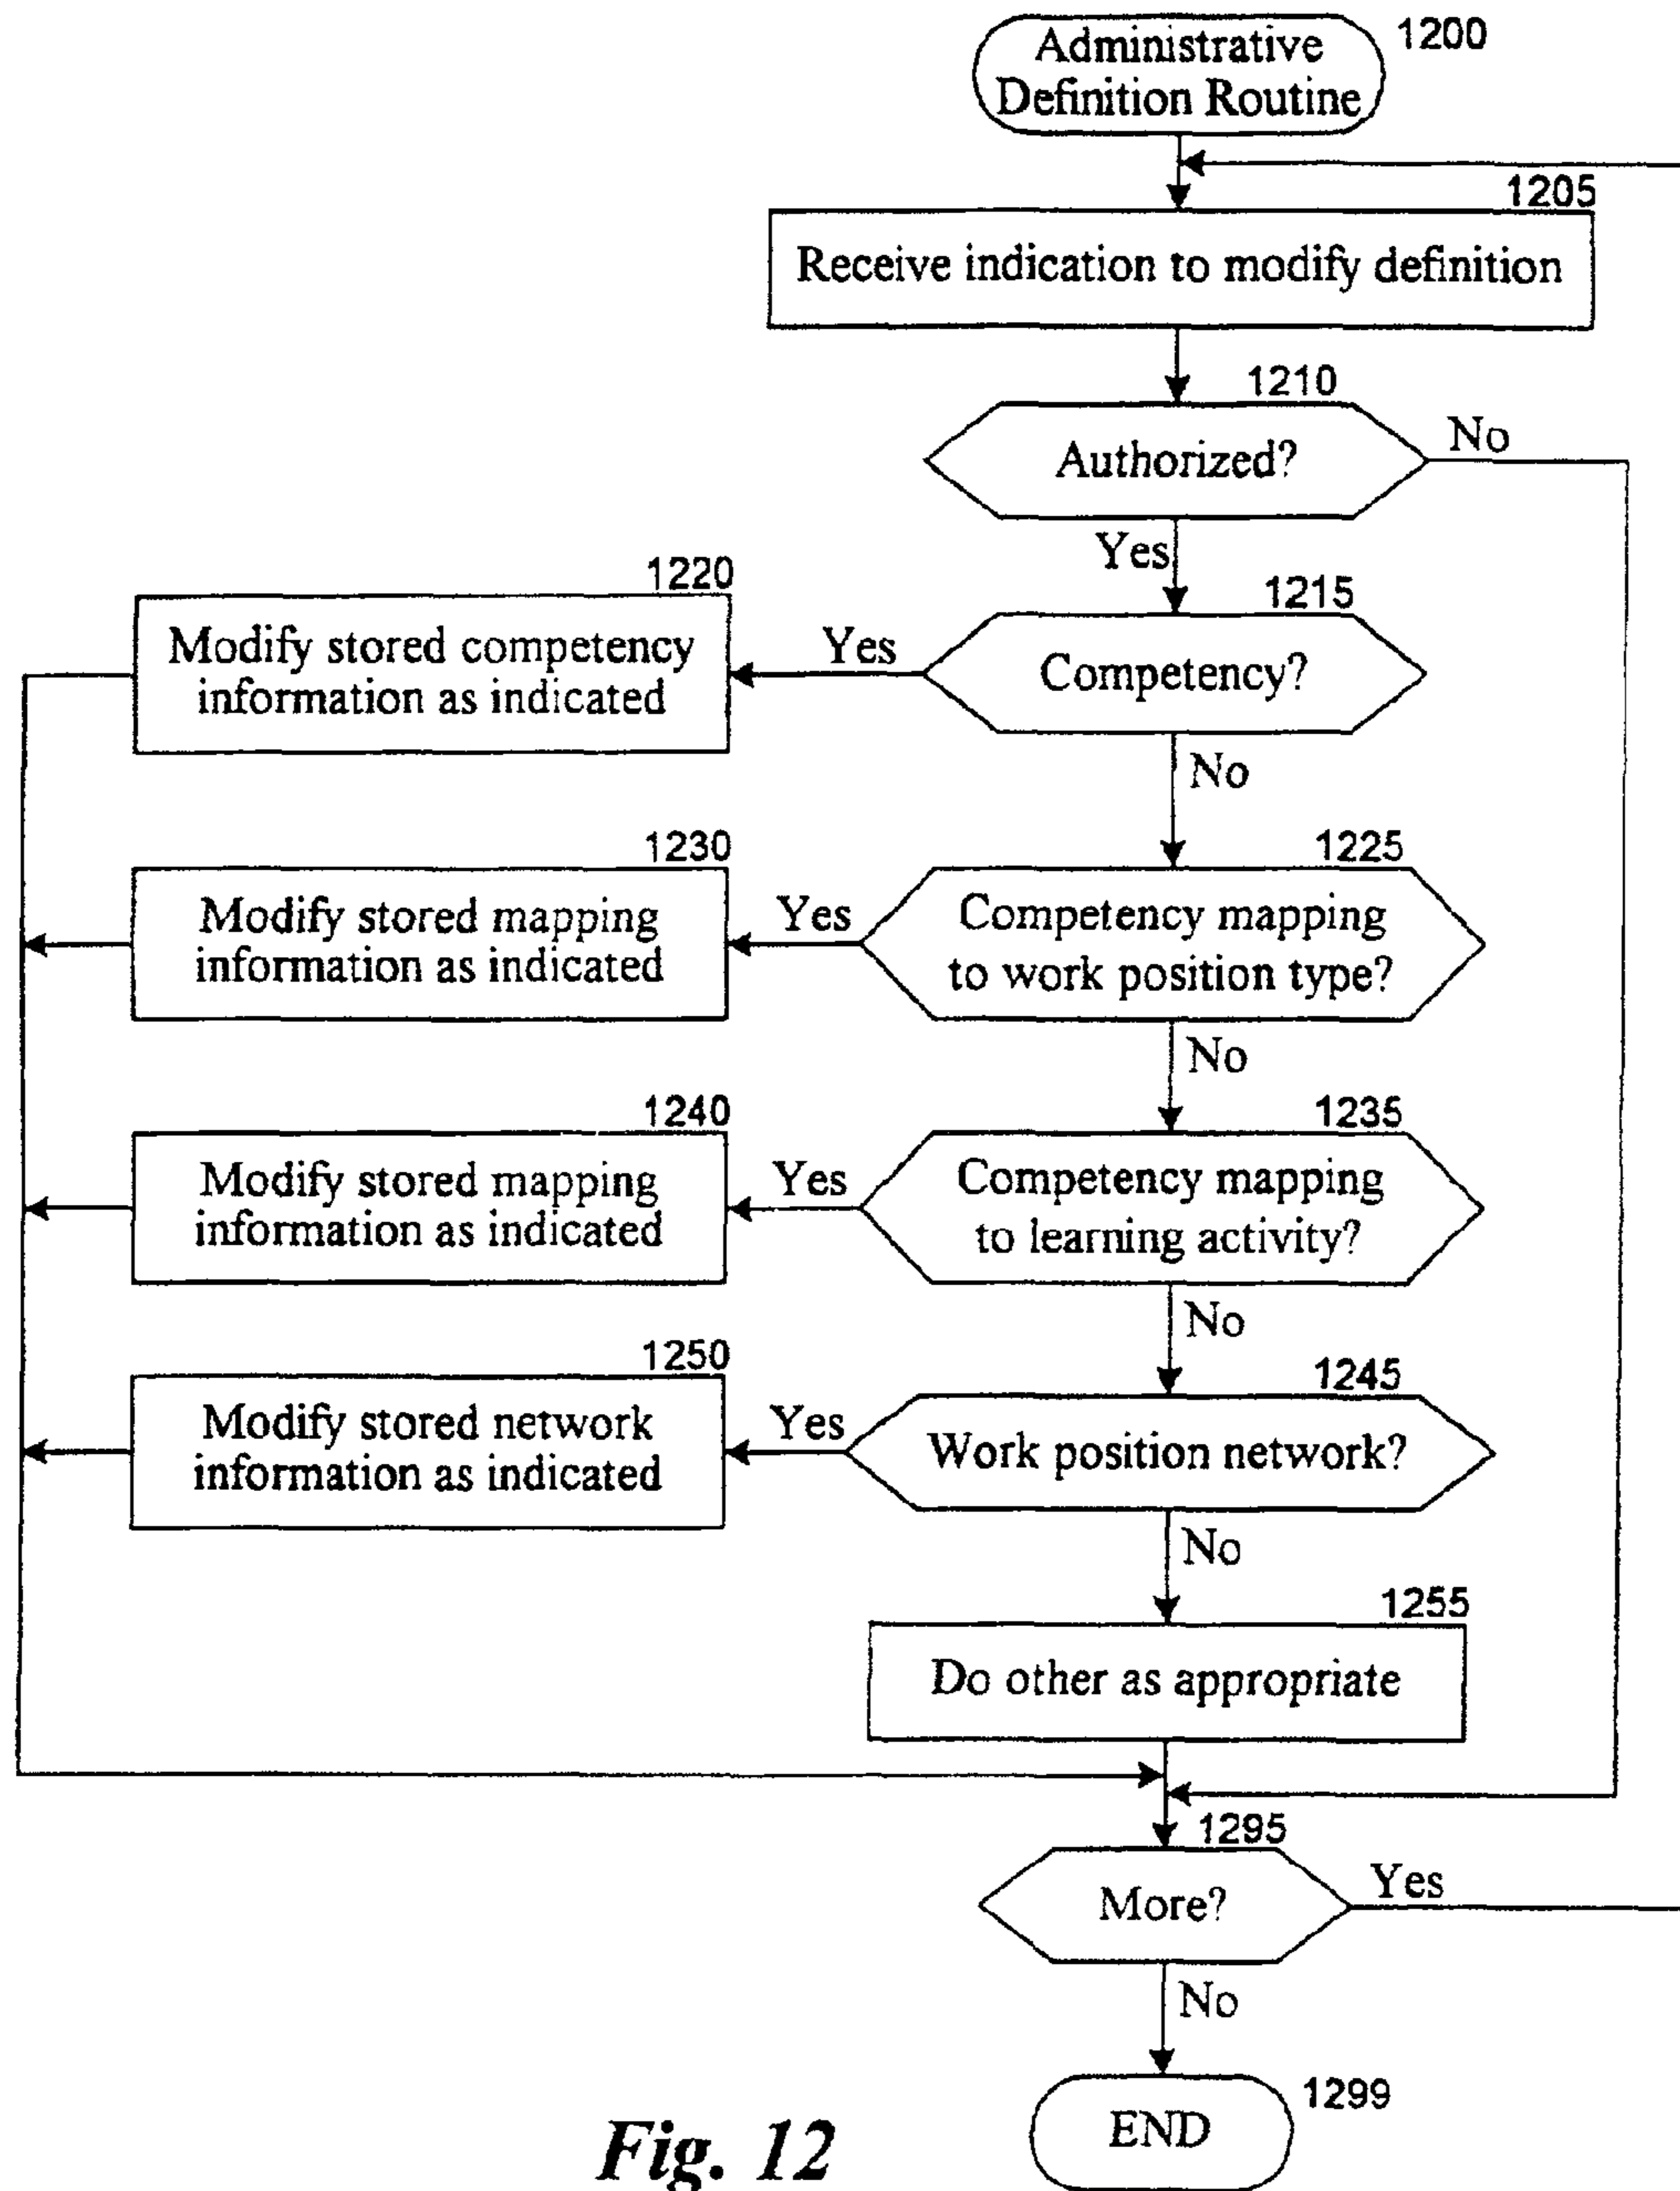 Administrative
Definition Routine
1200
1205
Receive indication to modify definition
1210
Authorized?
No
Yes
1215
Competency?
Yes
1220
Modify stored competency
information as indicated
No
1225
Competency mapping
to work position type?
Yes
1230
Modify stored mapping
information as indicated
No
1235
Competency mapping
to learning activity?
Yes
1240
Modify stored mapping
information as indicated
No
1245
Work position network?
Yes
1250
Modify stored network
information as indicated
No
1255
Do other as appropriate
1295
More?
Yes
No
1299
END
Fig. 12